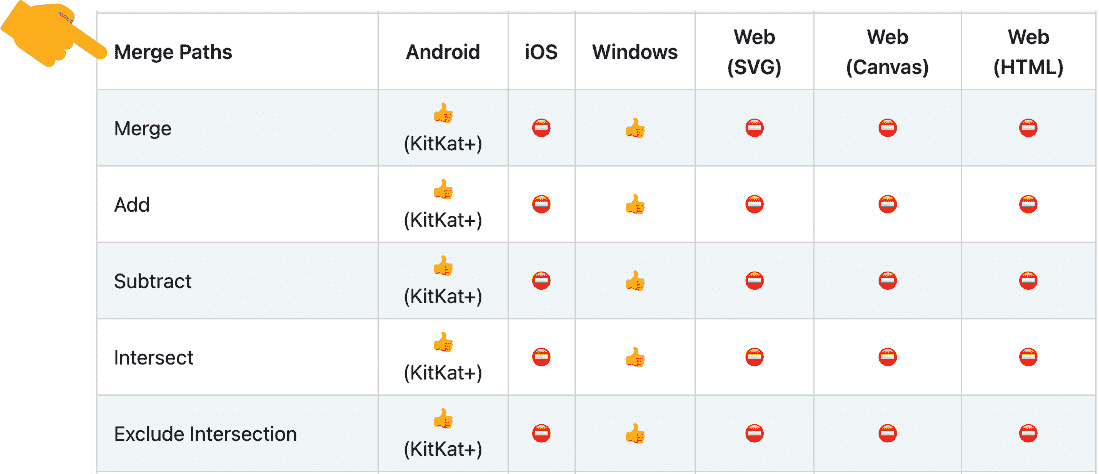 Merge Paths Android iOS Windows Web (SVG) Web (Canvas) Web (HTML)
Merge (KitKat+)
Add (KitKat+)
Subtract (KitKat+)
Intersect (KitKat+)
Exclude Intersection (KitKat+)